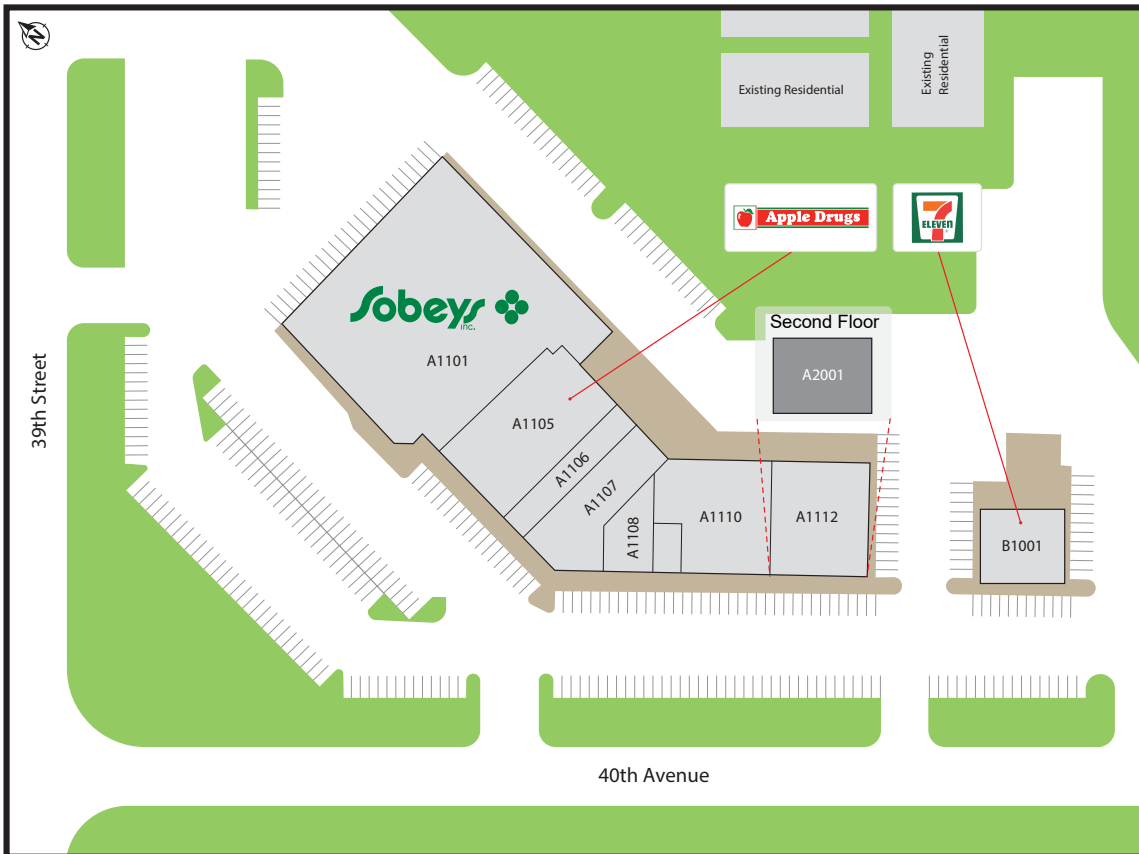 N
Existing Residential
Existing
Residential
Apple Drugs
7
ELEVEN
Sobeys
inc.
A1101
Second Floor
A2001
39th Street
A1105
A1106
A1107
A1108
A1110
A1112
B1001
40th Avenue